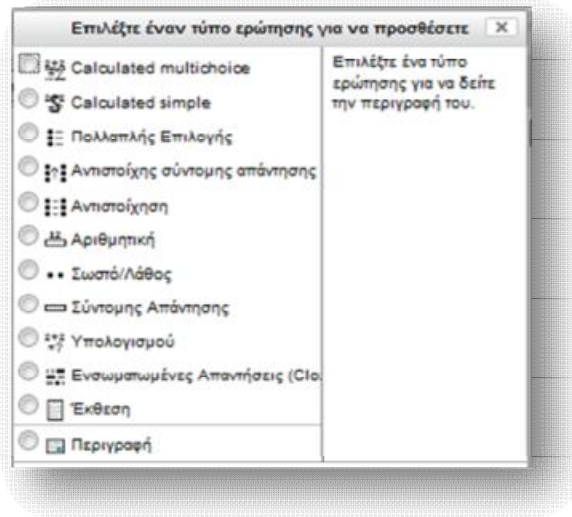 Επιλέξτε έναν τύπο ερώτησης για να προσθέσετε
Calculated multichoice
Calculated simple
Πολλαπλής Επιλογής
Αντιστοίχης σύντομης απάντησης
Αντιστοίχηση
Αριθμητική
Σωστό/Λάθος
Σύντομης Απάντησης
Υπολογισμού
Ενσωματωμένες Απαντήσεις (Clo
Έκθεση
Περιγραφή
Επιλέξτε ένα τύπο
ερώτησης για να δείτε
την περιγραφή του.